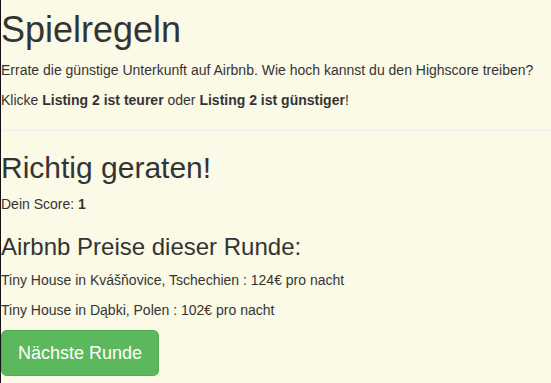 Spielregeln
Errate die günstige Unterkunft auf Airbnb. Wie hoch kannst du den Highscore treiben?
Klicke Listing 2 ist teurer oder Listing 2 ist günstiger!
Richtig geraten!
Dein Score: 1
Airbnb Preise dieser Runde:
Tiny House in Kvášňovice, Tschechien : 124€ pro nacht
Tiny House in Dąbki, Polen : 102€ pro nacht
Nächste Runde